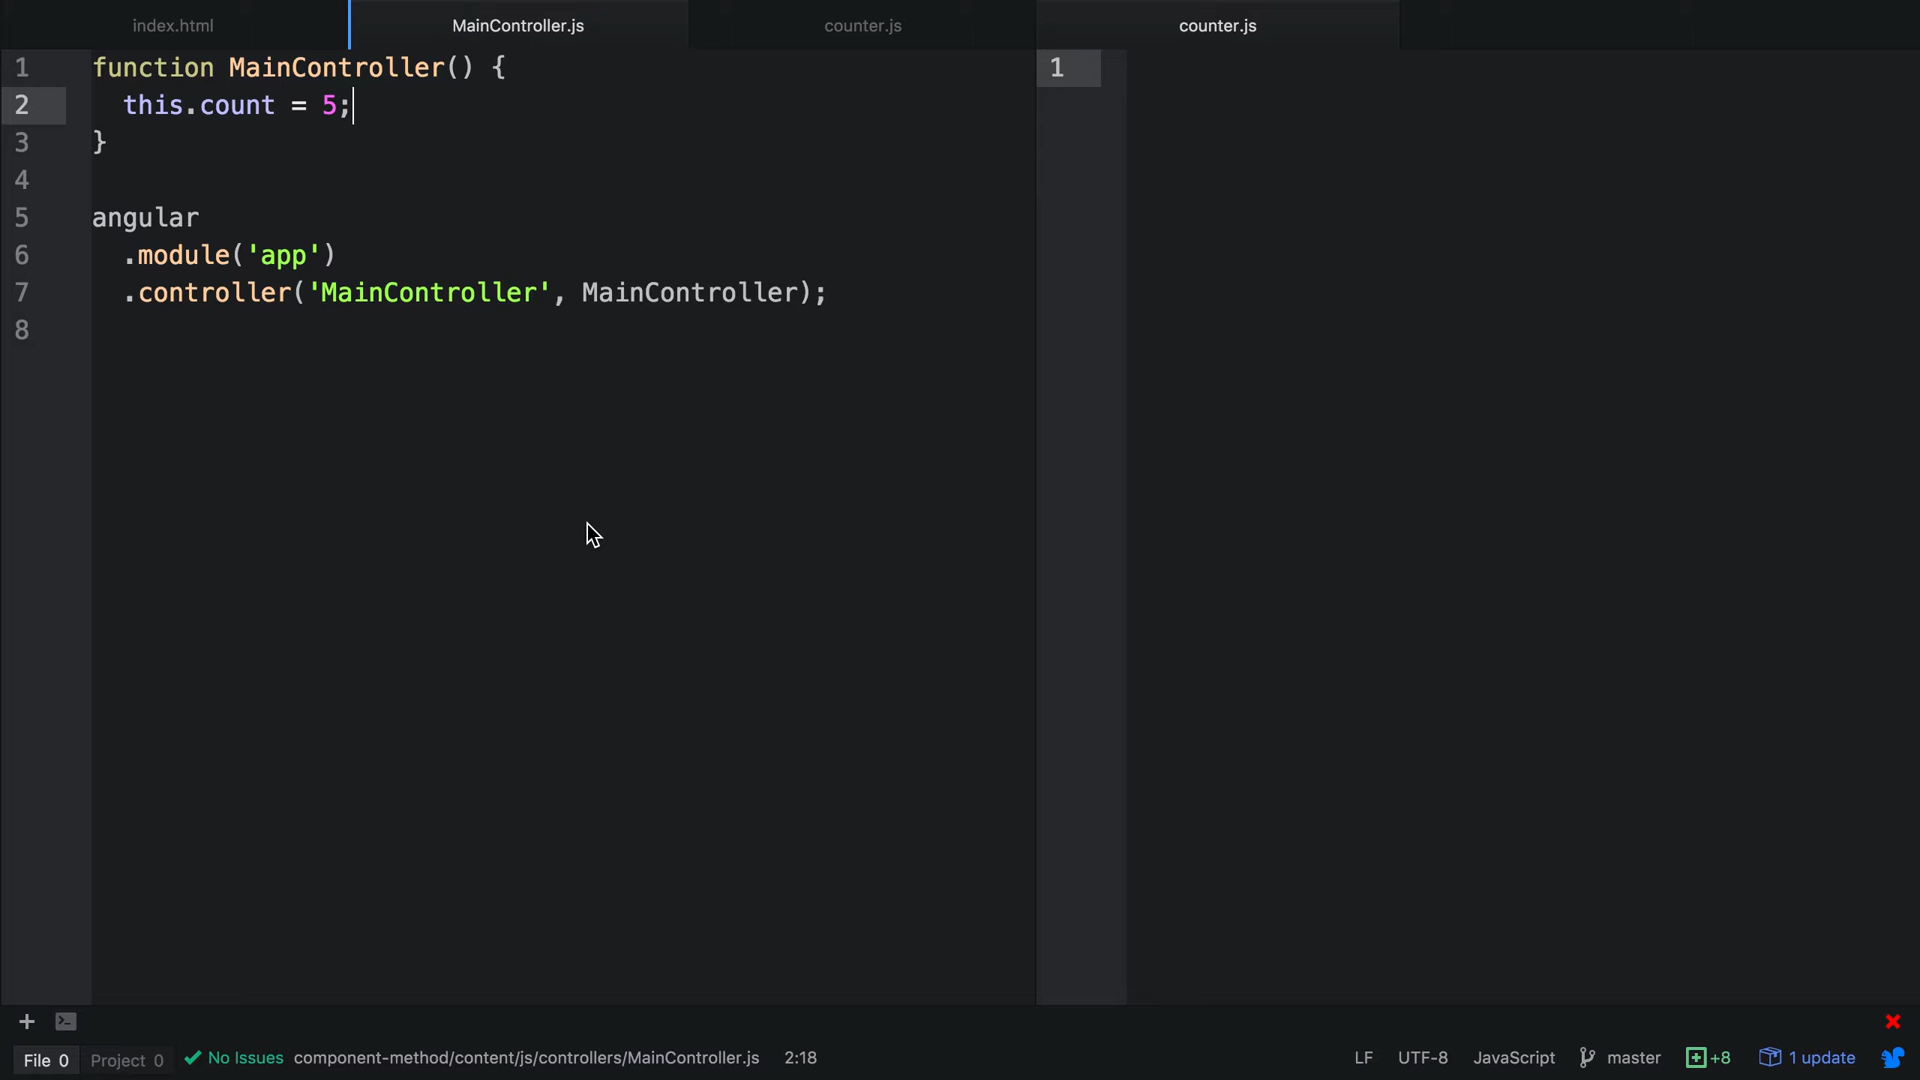 index.html
MainController.js
counter.js
counter.js
1 function MainController() {
2 this.count = 5;
3 }
4
5 angular
6 .module('app')
7 .controller('MainController', MainController);
8
1
File 0
Project 0
No Issues
component-method/content/js/controllers/MainController.js
2:18
LF
UTF-8
JavaScript
master
+8
1 update